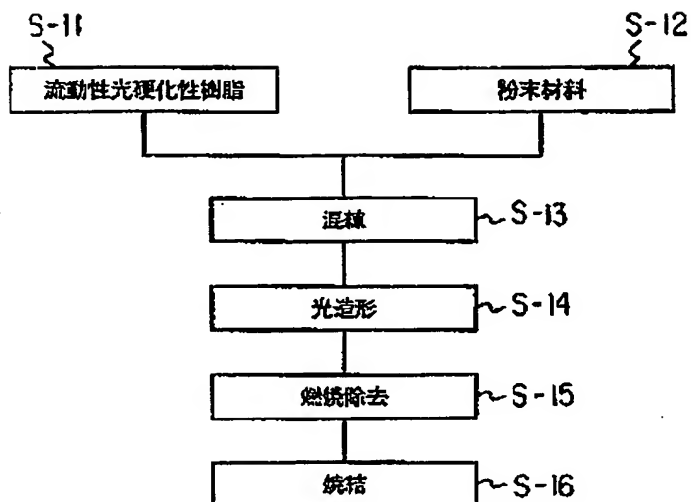 S-11
S-12
流動性光硬化性樹脂
粉末材料
混練
S-13
光造形
S-14
燃焼除去
S-15
焼結
S-16